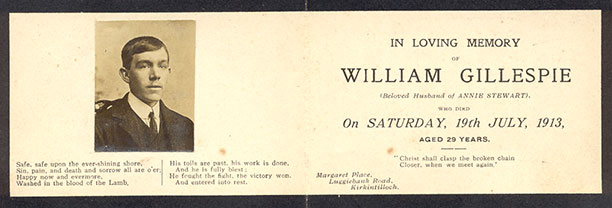 Safe, safe upon the ever-shining shore,
Sin, pain, and death and sorrow all are o'er;
Happy now and evermore,
Washed in the blood of the Lamb,
His toils are past, his work is done,
And he is fully blest;
He fought the fight, the victory won,
And entered into rest.
IN LOVING MEMORY
OF
WILLIAM GILLESPIE
(Beloved Husband of ANNIE STEWART),
WHO DIED
On SATURDAY, 19th JULY, 1913,
AGED 29 YEARS.
"Christ shall clasp the broken chain
Closer, when we meet again."
Margaret Place,
Luggiebank Road,
Kirkintilloch.